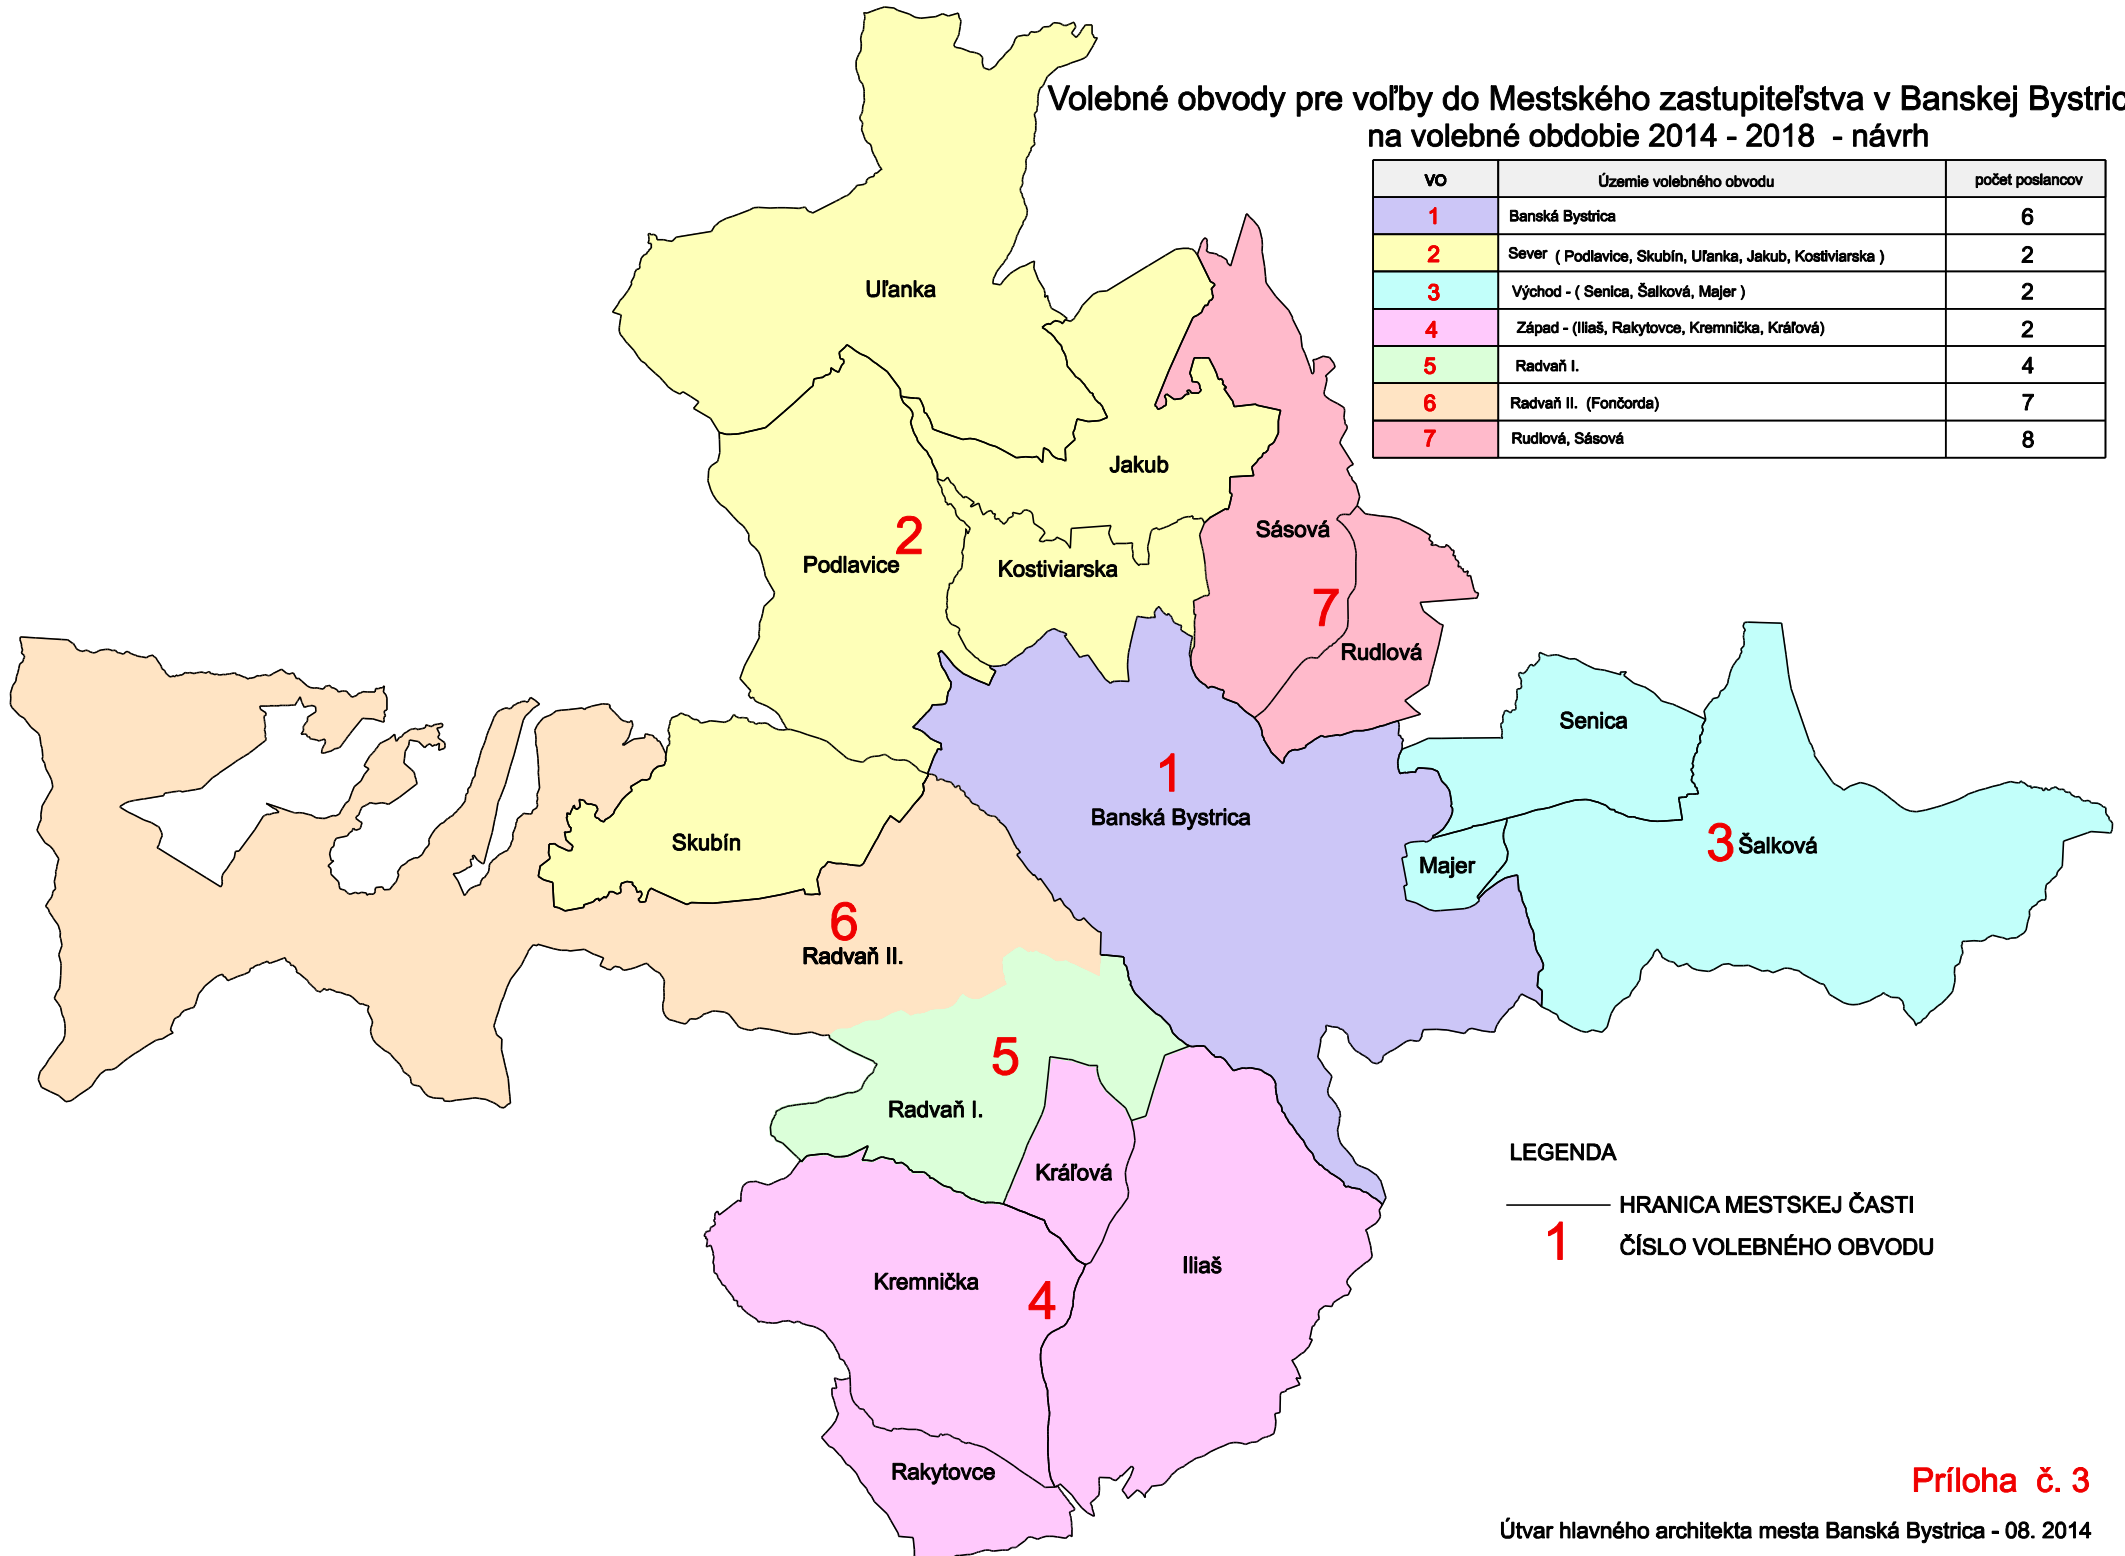 Volebné obvody pre voľby do Mestského zastupiteľstva v Banskej Bystric
na volebné obdobie 2014 - 2018 - návrh
VO Územie volebného obvodu počet poslancov
1 Banská Bystrica 6
2 Sever ( Podlavice, Skubín, Uľanka, Jakub, Kostiviarska ) 2
3 Východ - ( Senica, Šalková, Majer ) 2
4 Západ - (Iliaš, Rakytovce, Kremnička, Kráľová) 2
5 Radvaň I. 4
6 Radvaň II. (Fončorda) 7
7 Rudlová, Sásová 8
Uľanka
Jakub
2
Podlavice
Kostiviarska
Sásová
7
Rudlová
Senica
1
Banská Bystrica
Skubín
Majer
3 Šalková
6
Radvaň II.
5
Radvaň I.
Kráľová
Kremnička
4
Iliaš
Rakytovce
LEGENDA
HRANICA MESTSKEJ ČASTI
1 ČÍSLO VOLEBNÉHO OBVODU
Príloha č. 3
Útvar hlavného architekta mesta Banská Bystrica - 08. 2014